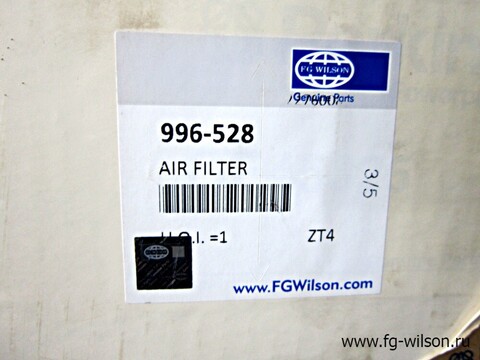 FG WILSON
Genuine Parts
996-528
AIR FILTER
3/5
U.O.I. =1 ZT4
www.FGWilson.com
www.fg-wilson.ru